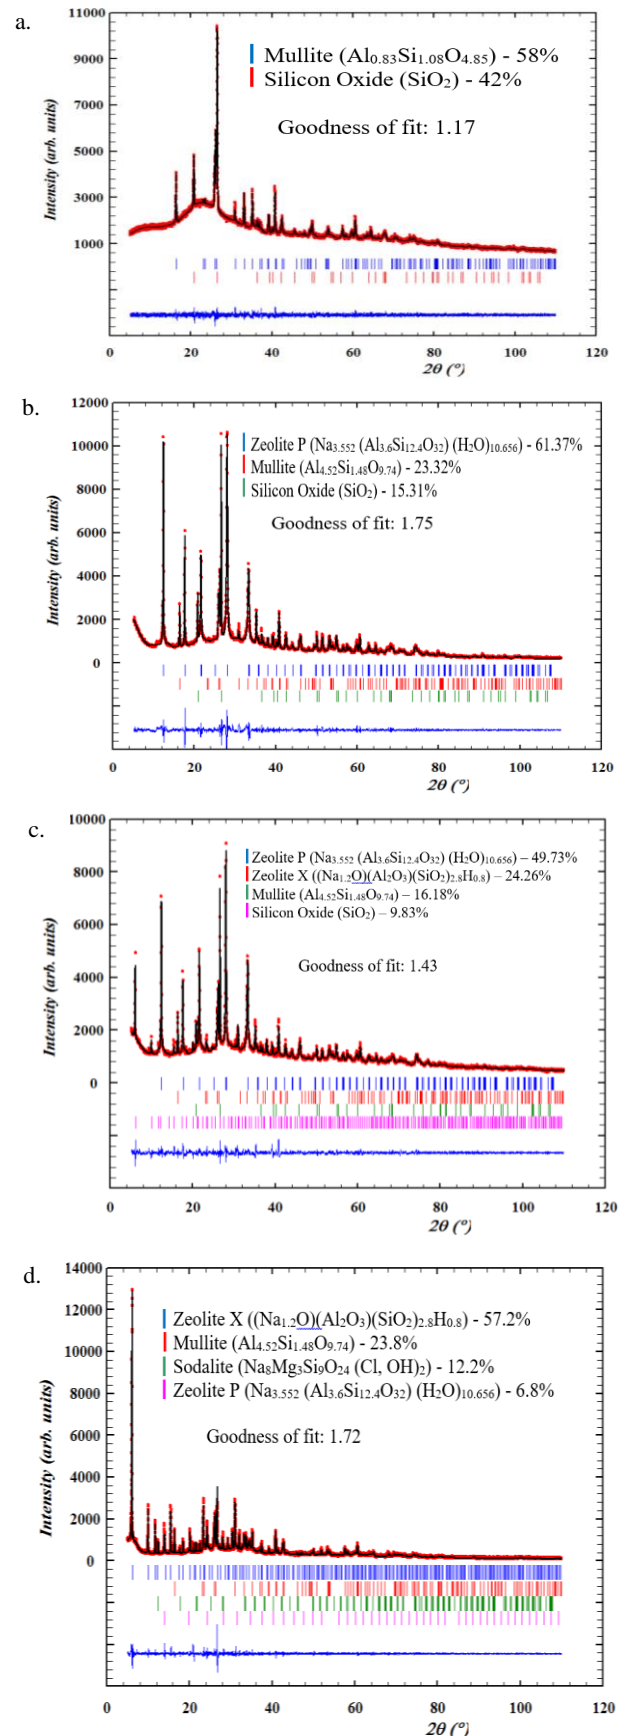 a.
11000
9000
7000
5000
3000
1000
Intensity (arb. units)
Mullite (Al0.83Si1.08O4.85) - 58%
Silicon Oxide (SiO2) - 42%
Goodness of fit: 1.17
0 20 40 60 80 100 120
2θ (°)
b.
12000
10000
8000
6000
4000
2000
0
Intensity (arb. units)
Zeolite P (Na3.552 (Al3.6Si12.4O32) (H2O)10.656) - 61.37%
Mullite (Al4.52Si1.48O9.74) - 23.32%
Silicon Oxide (SiO2) - 15.31%
Goodness of fit: 1.75
0 20 40 60 80 100 120
2θ (°)
c.
10000
8000
6000
4000
2000
0
Intensity (arb. units)
Zeolite P (Na3.552 (Al3.6Si12.4O32) (H2O)10.656) – 49.73%
Zeolite X ((Na1.2O)(Al2O3)(SiO2)2.8H0.8) – 24.26%
Mullite (Al4.52Si1.48O9.74) – 16.18%
Silicon Oxide (SiO2) – 9.83%
Goodness of fit: 1.43
0 20 40 60 80 100 120
2θ (°)
d.
14000
12000
10000
8000
6000
4000
2000
0
Intensity (arb. units)
Zeolite X ((Na1.2O)(Al2O3)(SiO2)2.8H0.8) - 57.2%
Mullite (Al4.52Si1.48O9.74) - 23.8%
Sodalite (Na8Mg3Si9O24 (Cl, OH)2) - 12.2%
Zeolite P (Na3.552 (Al3.6Si12.4O32) (H2O)10.656) - 6.8%
Goodness of fit: 1.72
0 20 40 60 80 100 120
2θ (°)